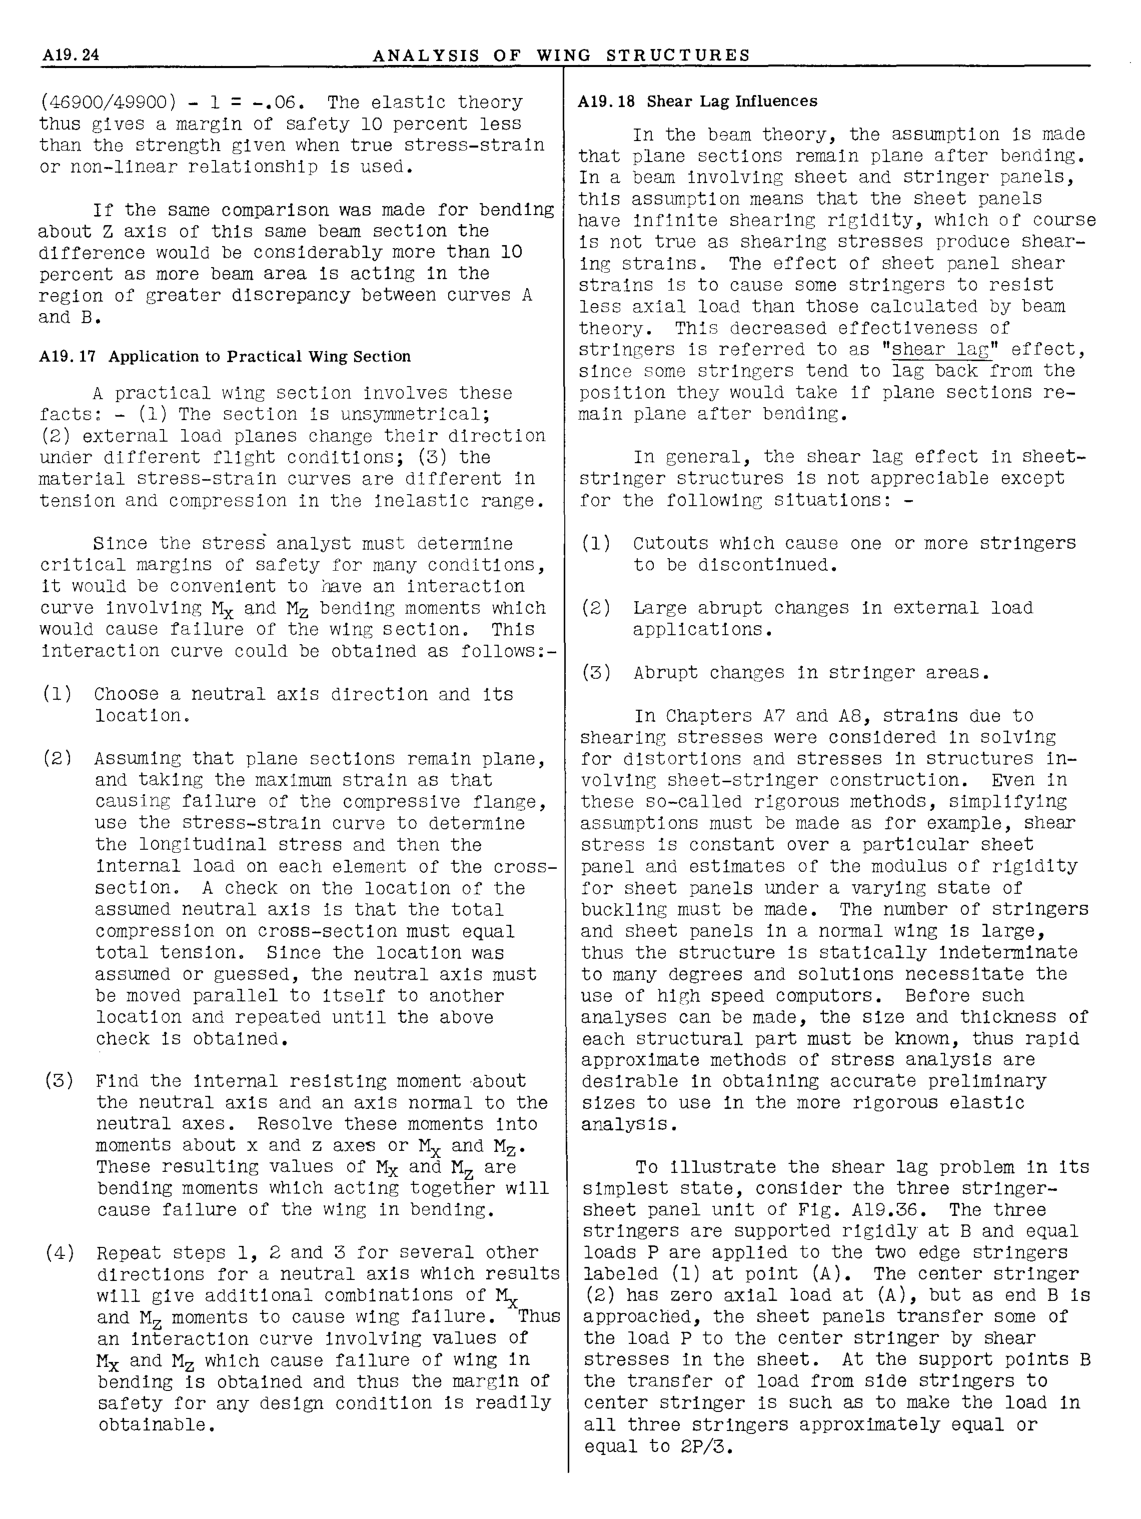 A19.24
ANALYSIS OF WING STRUCTURES
(46900/49900) - 1 = -.06. The elastic theory
thus gives a margin of safety 10 percent less
than the strength given when true stress-strain
or non-linear relationship is used.
If the same comparison was made for bending
about Z axis of this same beam section the
difference would be considerably more than 10
percent as more beam area is acting in the
region of greater discrepancy between curves A
and B.
A19.17 Application to Practical Wing Section
A practical wing section involves these
facts: - (1) The section is unsymmetrical;
(2) external load planes change their direction
under different flight conditions; (3) the
material stress-strain curves are different in
tension and compression in the inelastic range.
Since the stress analyst must determine
critical margins of safety for many conditions,
it would be convenient to have an interaction
curve involving Mx and Mz bending moments which
would cause failure of the wing section. This
interaction curve could be obtained as follows:-
(1) Choose a neutral axis direction and its
location.
(2) Assuming that plane sections remain plane,
and taking the maximum strain as that
causing failure of the compressive flange,
use the stress-strain curve to determine
the longitudinal stress and then the
internal load on each element of the cross-
section. A check on the location of the
assumed neutral axis is that the total
compression on cross-section must equal
total tension. Since the location was
assumed or guessed, the neutral axis must
be moved parallel to itself to another
location and repeated until the above
check is obtained.
(3) Find the internal resisting moment about
the neutral axis and an axis normal to the
neutral axes. Resolve these moments into
moments about x and z axes or Mx and Mz.
These resulting values of Mx and Mz are
bending moments which acting together will
cause failure of the wing in bending.
(4) Repeat steps 1, 2 and 3 for several other
directions for a neutral axis which results
will give additional combinations of Mx
and Mz moments to cause wing failure. Thus
an interaction curve involving values of
Mx and Mz which cause failure of wing in
bending is obtained and thus the margin of
safety for any design condition is readily
obtainable.
A19.18 Shear Lag Influences
In the beam theory, the assumption is made
that plane sections remain plane after bending.
In a beam involving sheet and stringer panels,
this assumption means that the sheet panels
have infinite shearing rigidity, which of course
is not true as shearing stresses produce shear-
ing strains. The effect of sheet panel shear
strains is to cause some stringers to resist
less axial load than those calculated by beam
theory. This decreased effectiveness of
stringers is referred to as "shear lag" effect,
since some stringers tend to lag back from the
position they would take if plane sections re-
main plane after bending.
In general, the shear lag effect in sheet-
stringer structures is not appreciable except
for the following situations: -
(1) Cutouts which cause one or more stringers
to be discontinued.
(2) Large abrupt changes in external load
applications.
(3) Abrupt changes in stringer areas.
In Chapters A7 and A8, strains due to
shearing stresses were considered in solving
for distortions and stresses in structures in-
volving sheet-stringer construction. Even in
these so-called rigorous methods, simplifying
assumptions must be made as for example, shear
stress is constant over a particular sheet
panel and estimates of the modulus of rigidity
for sheet panels under a varying state of
buckling must be made. The number of stringers
and sheet panels in a normal wing is large,
thus the structure is statically indeterminate
to many degrees and solutions necessitate the
use of high speed computors. Before such
analyses can be made, the size and thickness of
each structural part must be known, thus rapid
approximate methods of stress analysis are
desirable in obtaining accurate preliminary
sizes to use in the more rigorous elastic
analysis.
To illustrate the shear lag problem in its
simplest state, consider the three stringer-
sheet panel unit of Fig. A19.36. The three
stringers are supported rigidly at B and equal
loads P are applied to the two edge stringers
labeled (1) at point (A). The center stringer
(2) has zero axial load at (A), but as end B is
approached, the sheet panels transfer some of
the load P to the center stringer by shear
stresses in the sheet. At the support points B
the transfer of load from side stringers to
center stringer is such as to make the load in
all three stringers approximately equal or
equal to 2P/3.